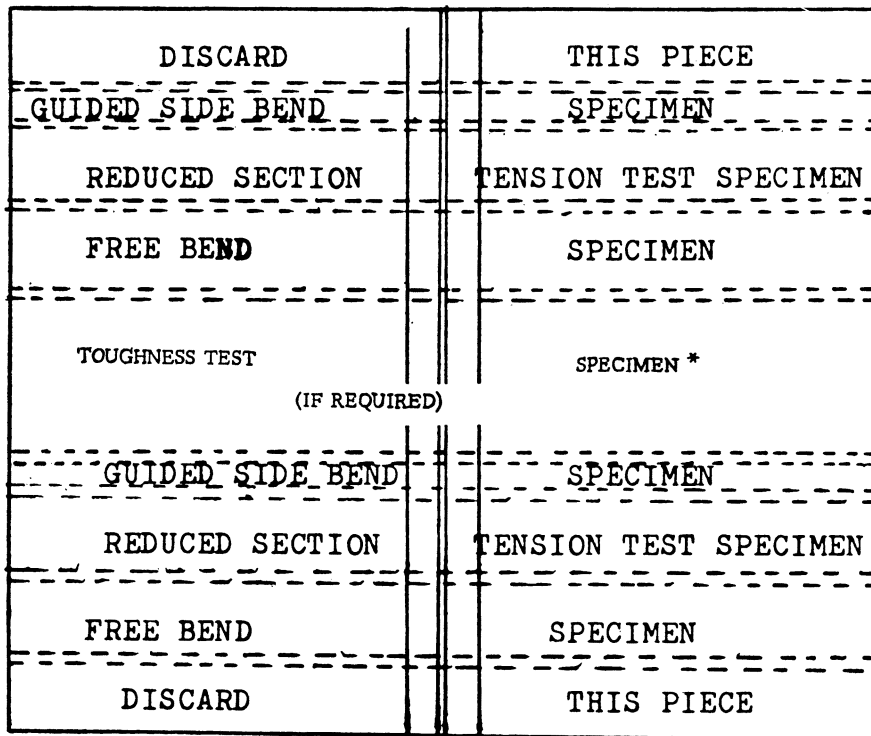 DISCARD THIS PIECE
GUIDED SIDE BEND SPECIMEN
REDUCED SECTION TENSION TEST SPECIMEN
FREE BEND SPECIMEN
TOUGHNESS TEST SPECIMEN *
(IF REQUIRED)
GUIDED SIDE BEND SPECIMEN
REDUCED SECTION TENSION TEST SPECIMEN
FREE BEND SPECIMEN
DISCARD THIS PIECE